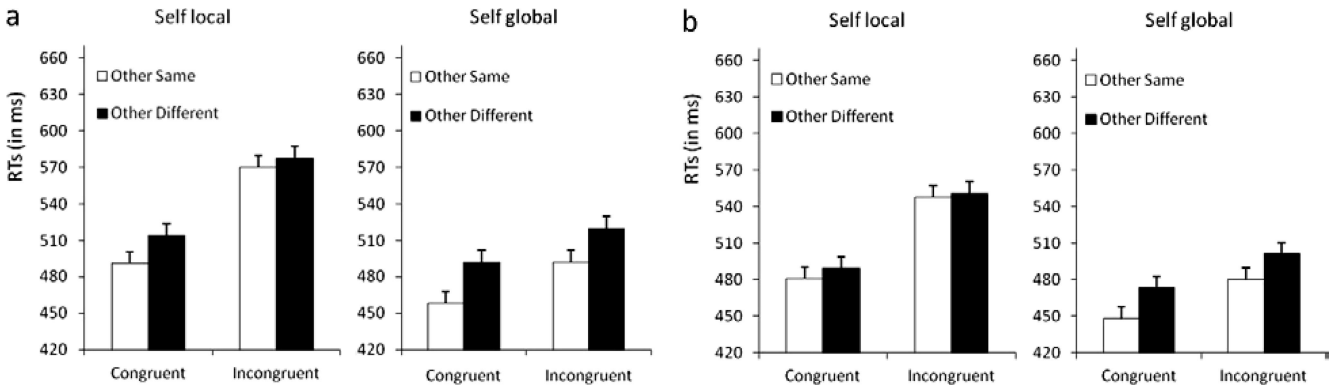 a
Self local
Self global
RTs (in ms)
660
630
600
570
540
510
480
450
420
Other Same
Other Different
Congruent
Incongruent
660
630
600
570
540
510
480
450
420
Other Same
Other Different
Congruent
Incongruent
b
Self local
Self global
RTs (in ms)
660
630
600
570
540
510
480
450
420
Other Same
Other Different
Congruent
Incongruent
660
630
600
570
540
510
480
450
420
Other Same
Other Different
Congruent
Incongruent